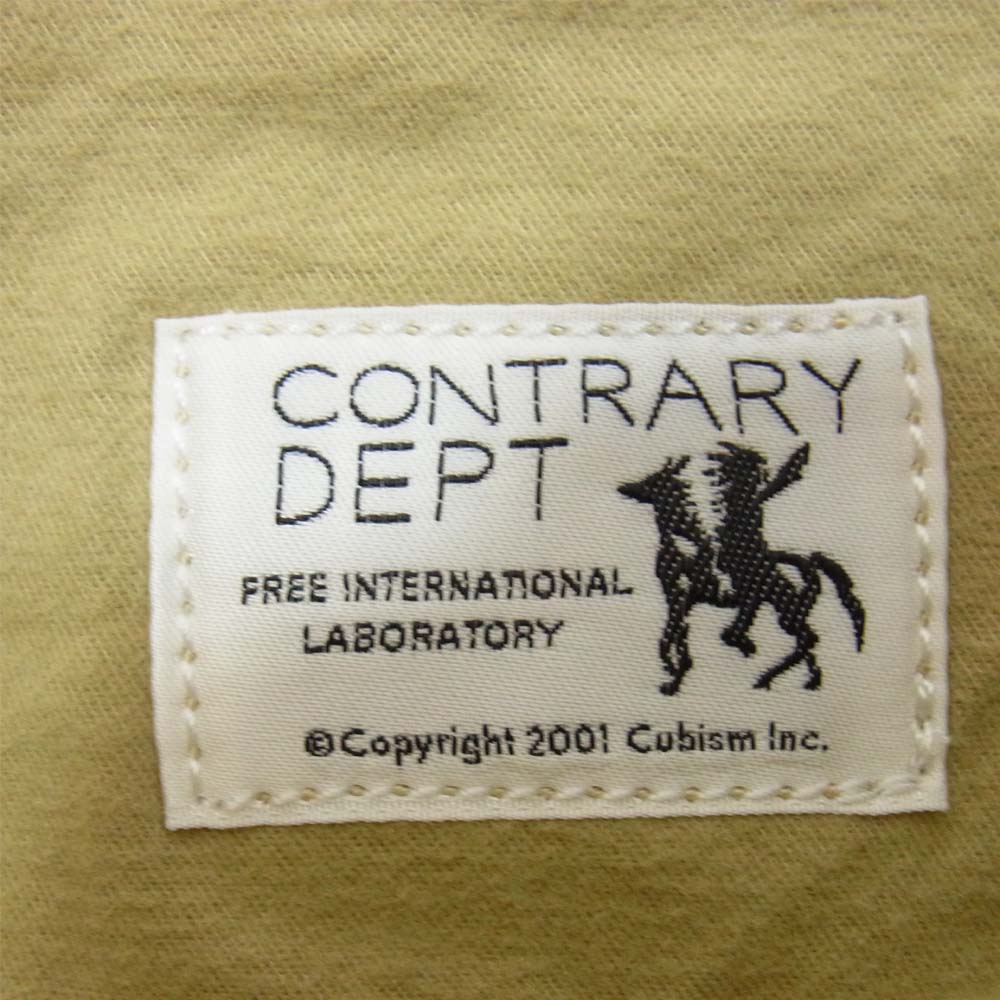 CONTRARY
DEPT
FREE INTERNATIONAL
LABORATORY
©Copyright 2001 Cubism Inc.